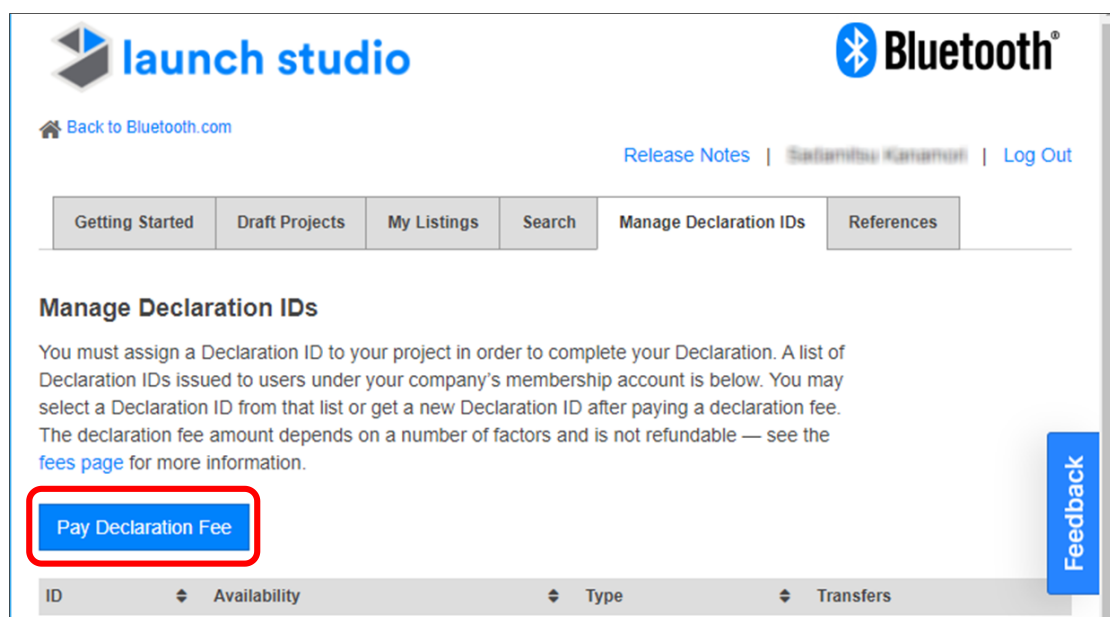 launch studio
Bluetooth®
Back to Bluetooth.com
Release Notes | | Log Out
Getting Started Draft Projects My Listings Search Manage Declaration IDs References
Manage Declaration IDs
You must assign a Declaration ID to your project in order to complete your Declaration. A list of
Declaration IDs issued to users under your company's membership account is below. You may
select a Declaration ID from that list or get a new Declaration ID after paying a declaration fee.
The declaration fee amount depends on a number of factors and is not refundable — see the
fees page for more information.
Feedback
Pay Declaration Fee
ID Availability Type Transfers